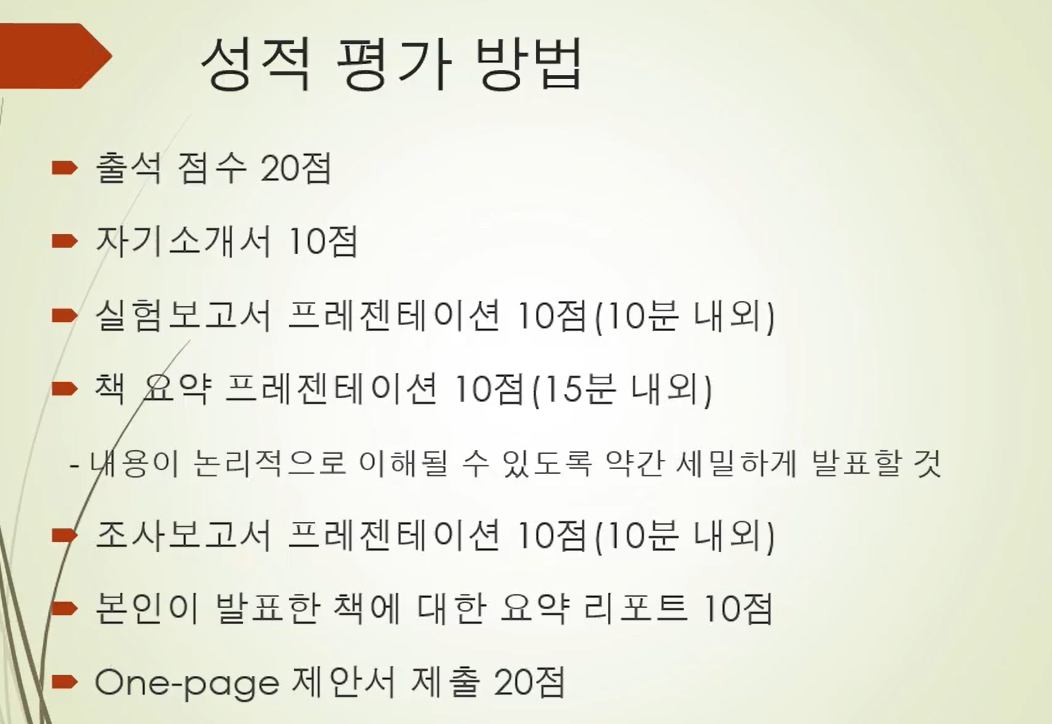 성적 평가 방법
출석 점수 20점
자기소개서 10점
실험보고서 프레젠테이션 10점(10분 내외)
책 요약 프레젠테이션 10점(15분 내외)
- 내용이 논리적으로 이해될 수 있도록 약간 세밀하게 발표할 것
조사보고서 프레젠테이션 10점(10분 내외)
본인이 발표한 책에 대한 요약 리포트 10점
One-page 제안서 제출 20점